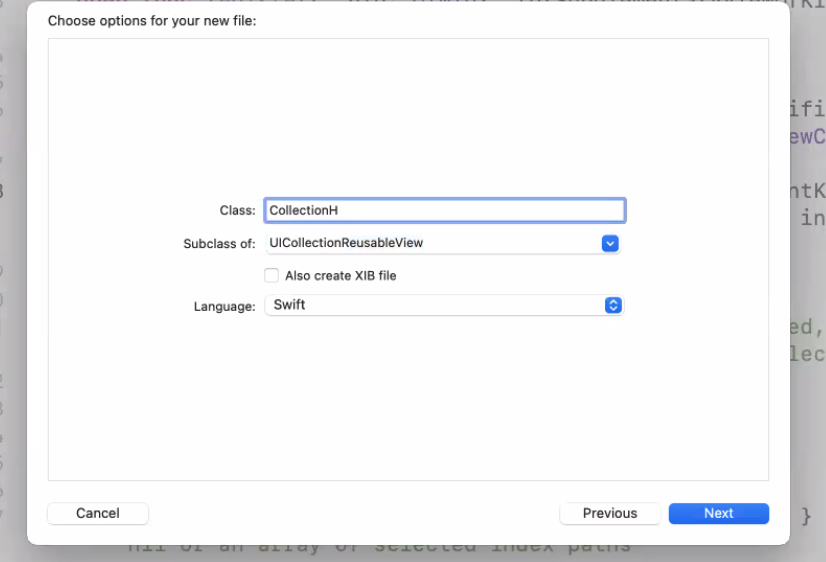 Choose options for your new file:
ifi
ewC
Class: CollectionH
ntK
in
Subclass of: UICollectionReusableView
Also create XIB file
Language: Swift
ed,
lec
Cancel
Previous
Next
}
nil or an array of selected index paths